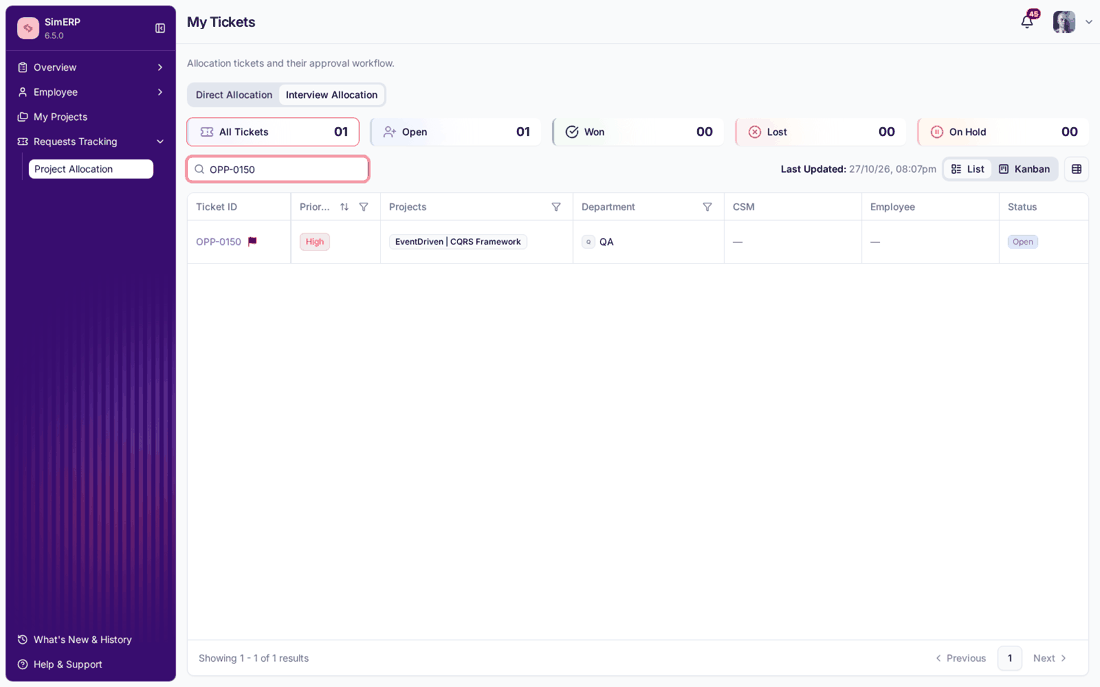 SimERP
6.5.0
Overview
Employee
My Projects
Requests Tracking
Project Allocation
What's New & History
Help & Support
My Tickets
45
Allocation tickets and their approval workflow.
Direct Allocation
Interview Allocation
All Tickets 01
Open 01
Won 00
Lost 00
On Hold 00
OPP-0150
Last Updated: 27/10/26, 08:07pm
List
Kanban
Ticket ID Prior... Projects Department CSM Employee Status
OPP-0150 High EventDriven | CQRS Framework Q QA — — Open
Showing 1 - 1 of 1 results
Previous 1 Next